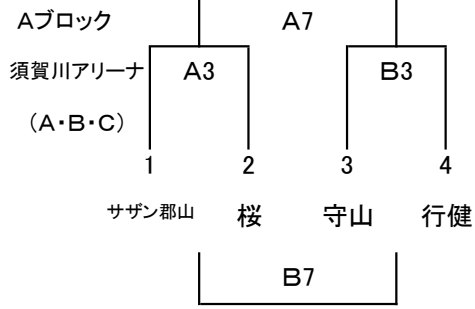 Aブロック A7
須賀川アリーナ A3 B3
(A・B・C)
1 2 3 4
サザン郡山 桜 守山 行健
B7